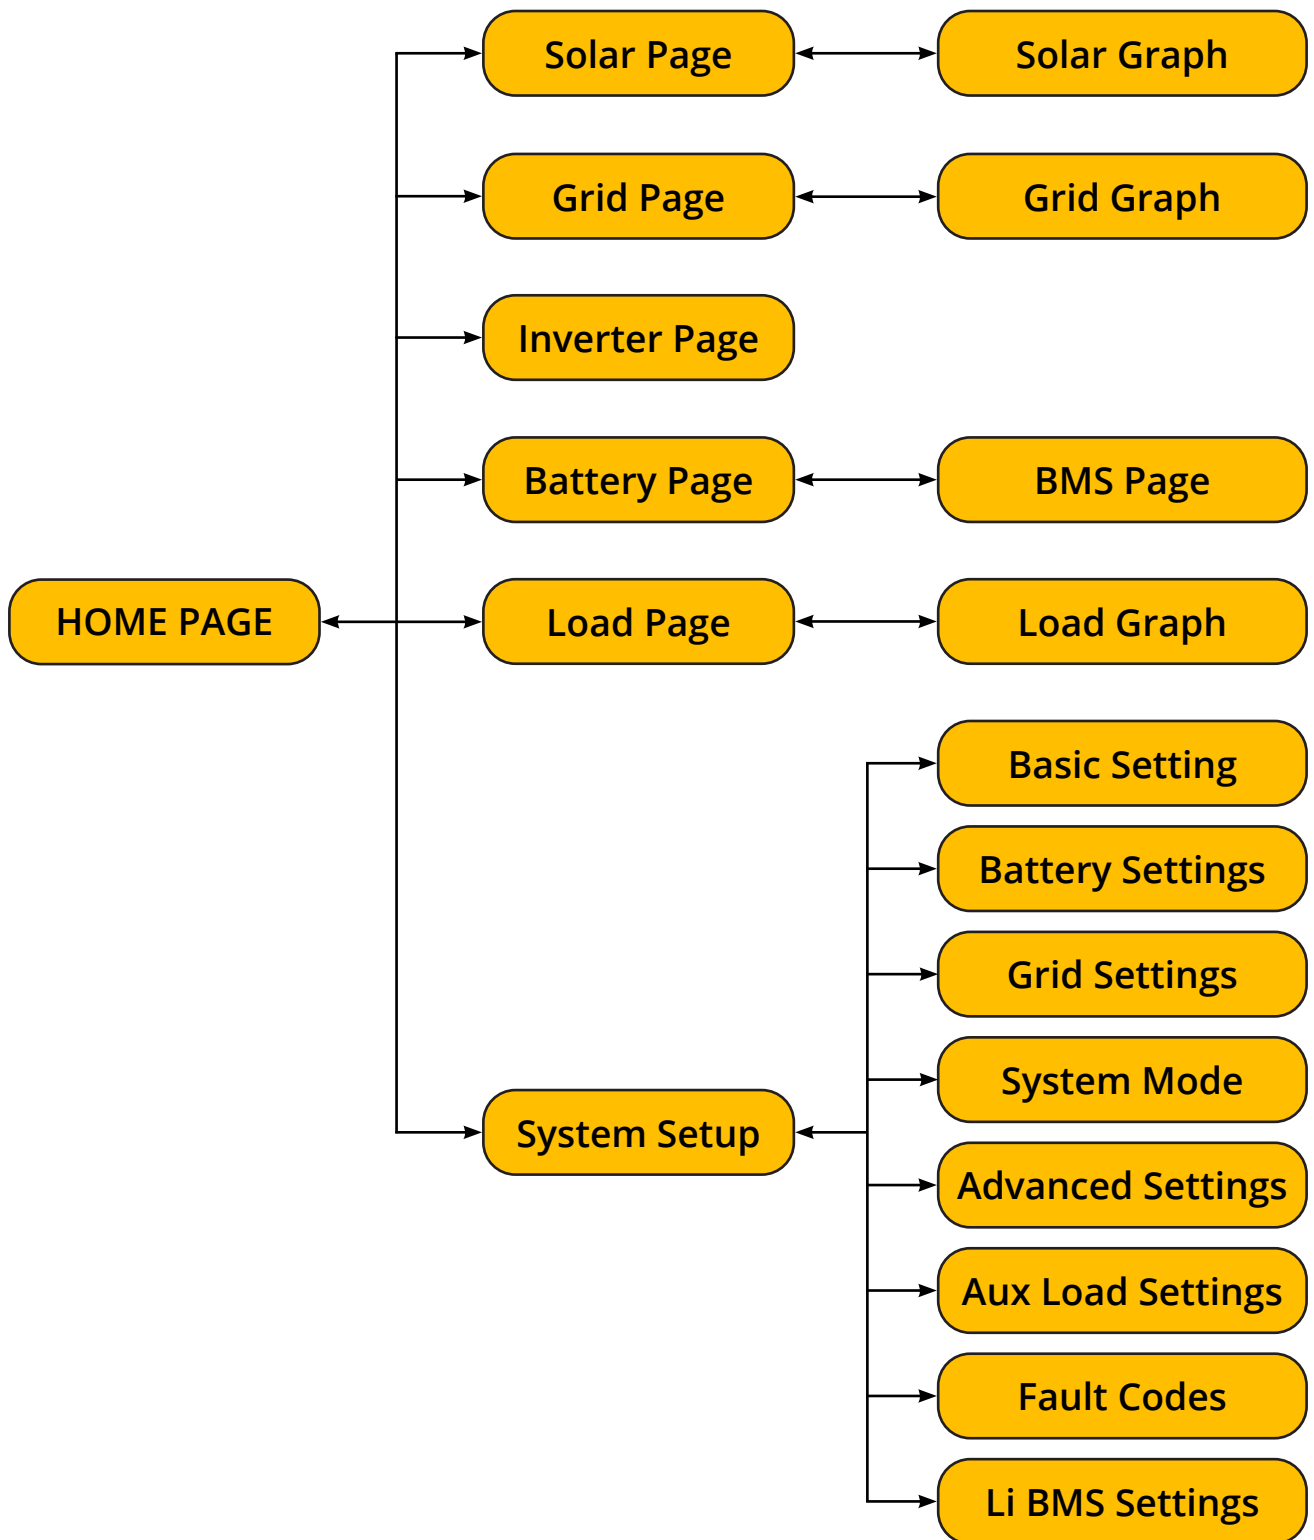 Solar Page
Solar Graph
Grid Page
Grid Graph
Inverter Page
Battery Page
BMS Page
HOME PAGE
Load Page
Load Graph
Basic Setting
Battery Settings
Grid Settings
System Mode
System Setup
Advanced Settings
Aux Load Settings
Fault Codes
Li BMS Settings